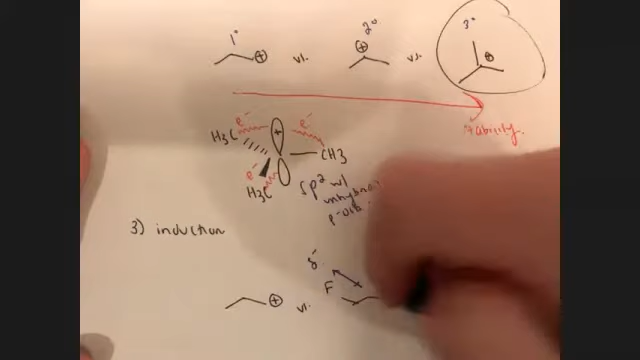 1° 2° 3°
⊕ vs. ⊕ vs. ⊕
stability
e⁻ + e⁻
H₃C CH₃
e⁻
H₃C sp² w/
unhybrid
p-orb.
3) induction
δ⁻
F
⊕ vs.